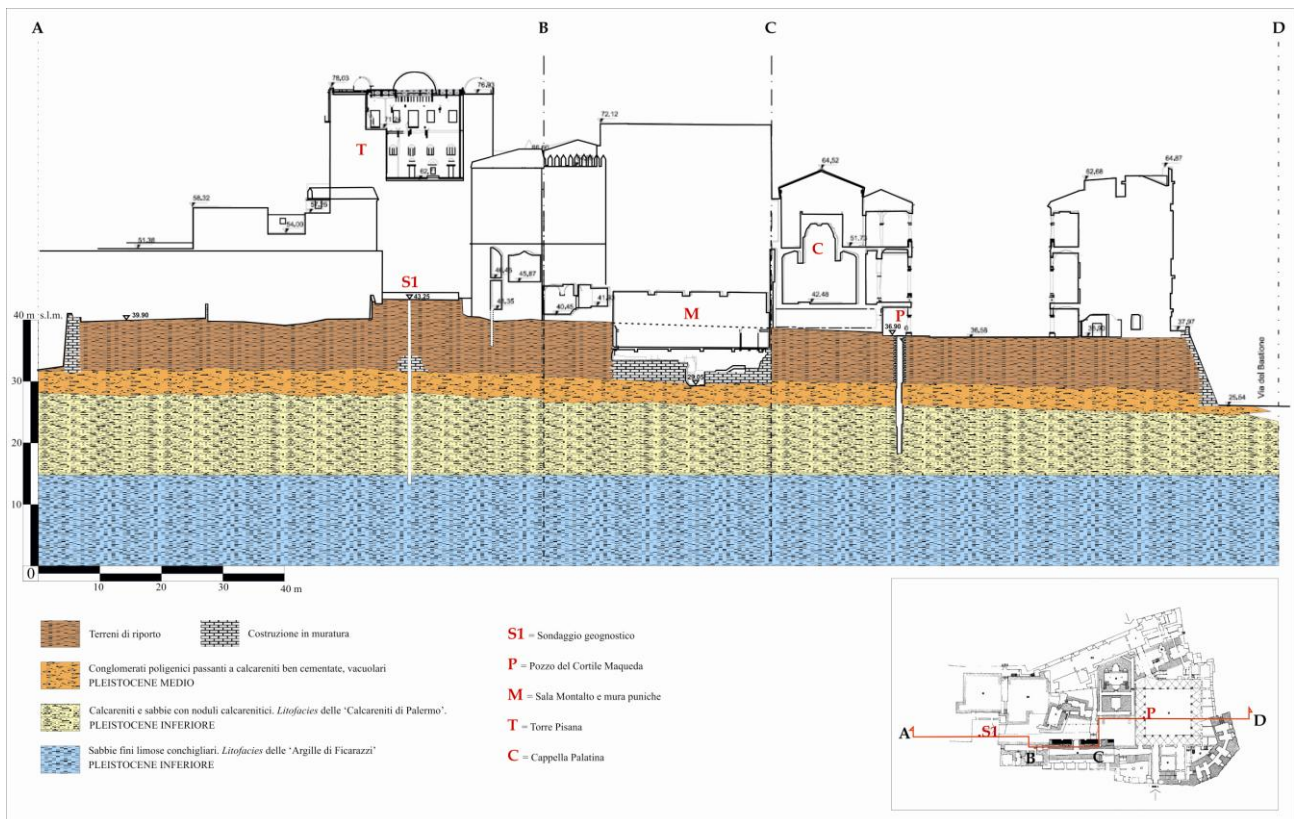 A B C D
78,03
76,93
72,12
T
64,52
64,87
62,68
58,32
54,00
51,38
51,73
C
45,87
S1
43,25
42,48
40,45
M
P
40 m s.l.m.
39.90
36.90
36,58
37,97
Via del Bastione
30
25,54
20
10
0
10 20 30 40 m
Terreni di riporto
Costruzione in muratura
Conglomerati poligenici passanti a calcareniti ben cementate, vacuolari
PLEISTOCENE MEDIO
Calcareniti e sabbie con noduli calcarenitici. Litofacies delle 'Calcareniti di Palermo'.
PLEISTOCENE INFERIORE
Sabbie fini limose conchigliari. Litofacies delle 'Argille di Ficarazzi'
PLEISTOCENE INFERIORE
S1 = Sondaggio geognostico
P = Pozzo del Cortile Maqueda
M = Sala Montalto e mura puniche
T = Torre Pisana
C = Cappella Palatina
P
A S1 D
B C